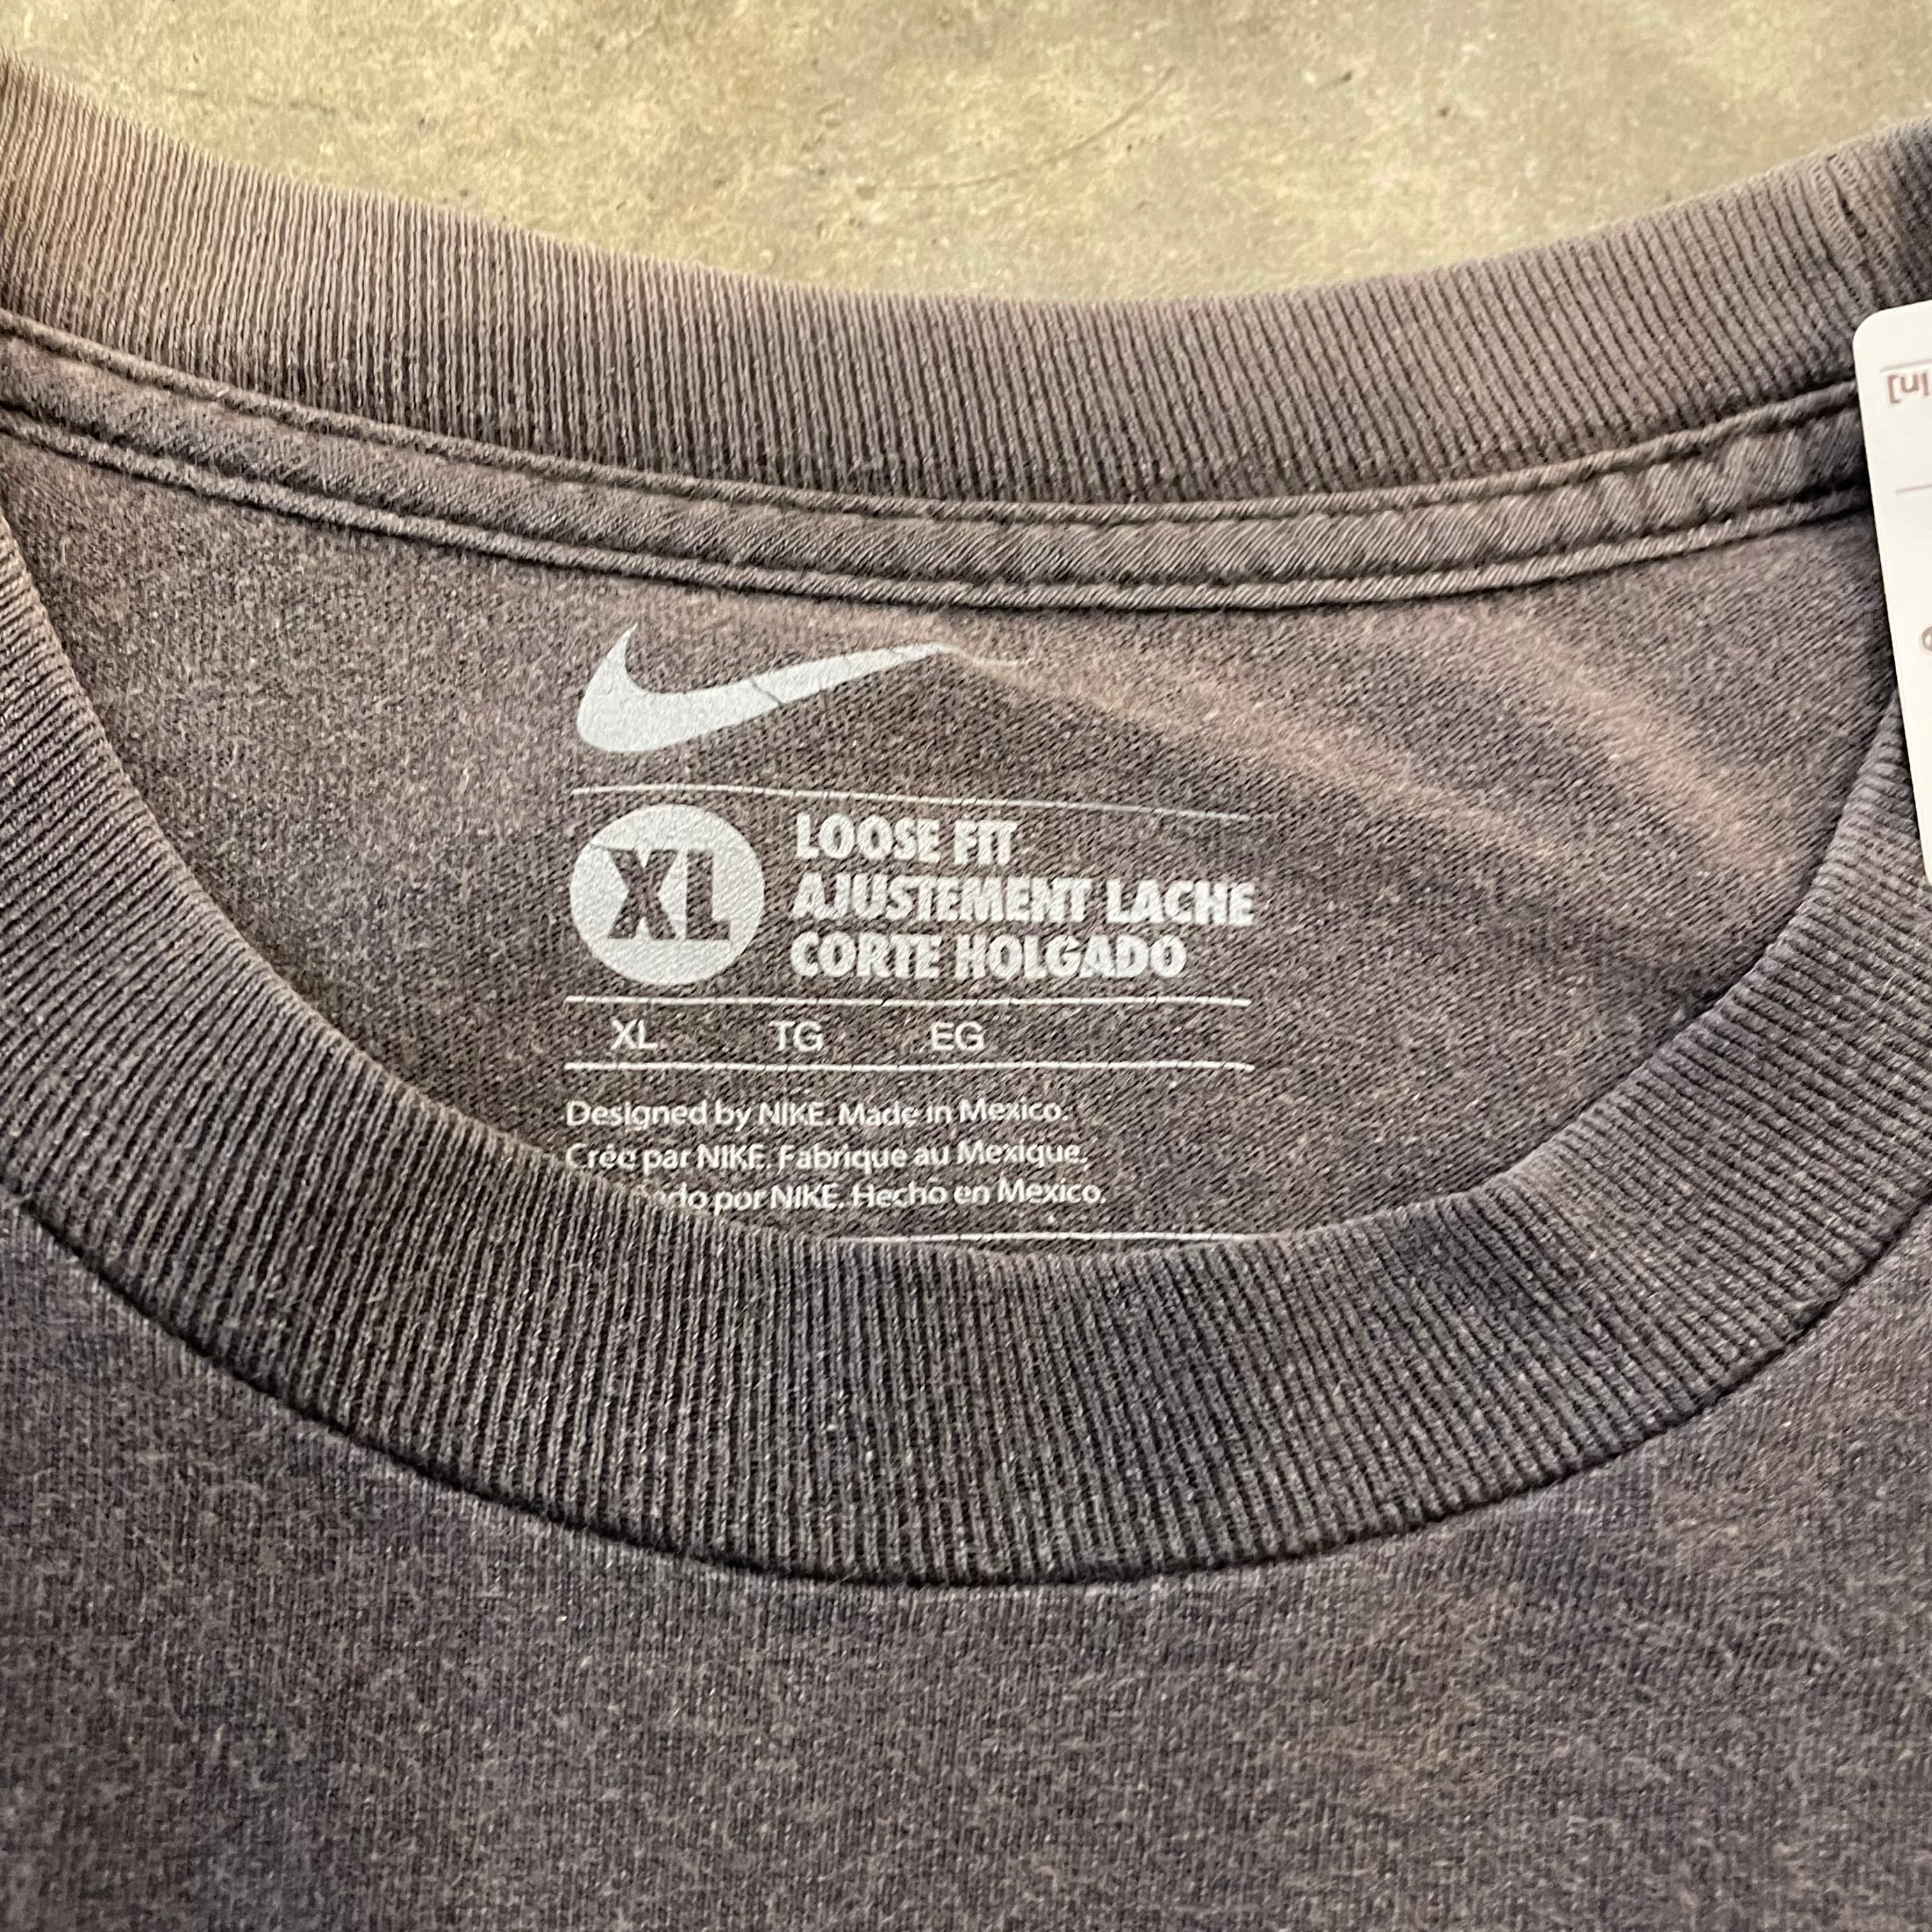 XL
LOOSE FIT
AJUSTEMENT LACHE
CORTE HOLGADO
XL TG EG
Designed by NIKE. Made in Mexico.
Crée par NIKE. Fabrique au Mexique.
por NIKE. Hecho en Mexico.
in]